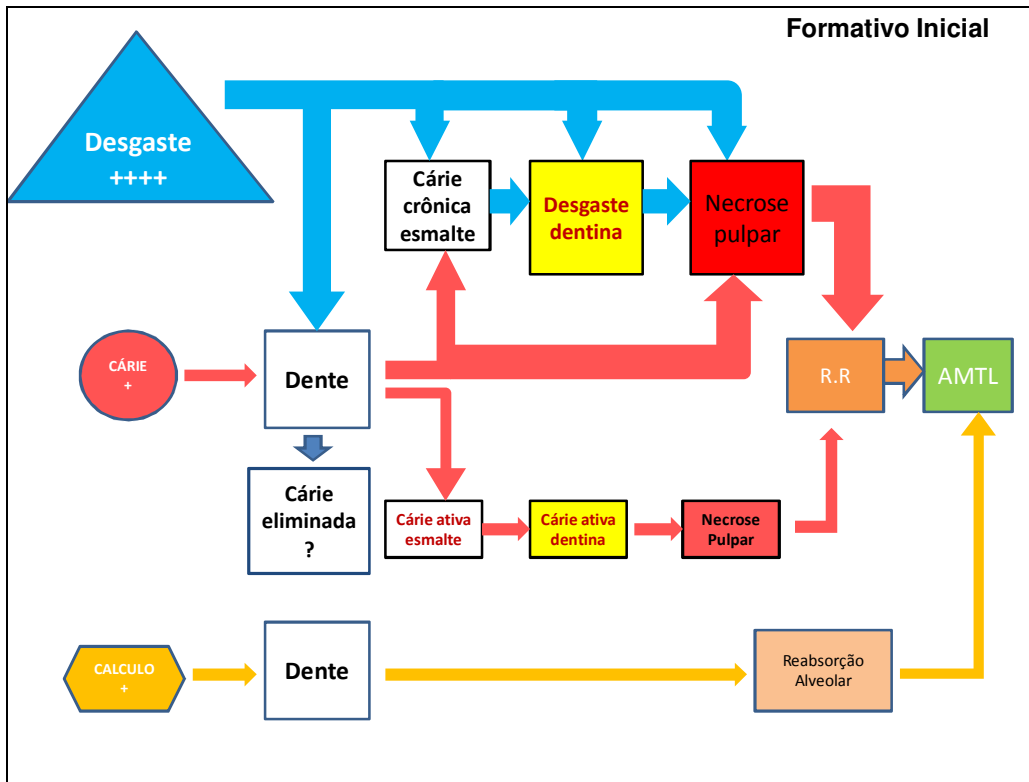 Formativo Inicial
Desgaste
++++
Cárie
crônica
esmalte
Desgaste
dentina
Necrose
pulpar
CÁRIE
+
Dente
R.R
AMTL
Cárie
eliminada
?
Cárie ativa
esmalte
Cárie ativa
dentina
Necrose
Pulpar
CALCULO
+
Dente
Reabsorção
Alveolar